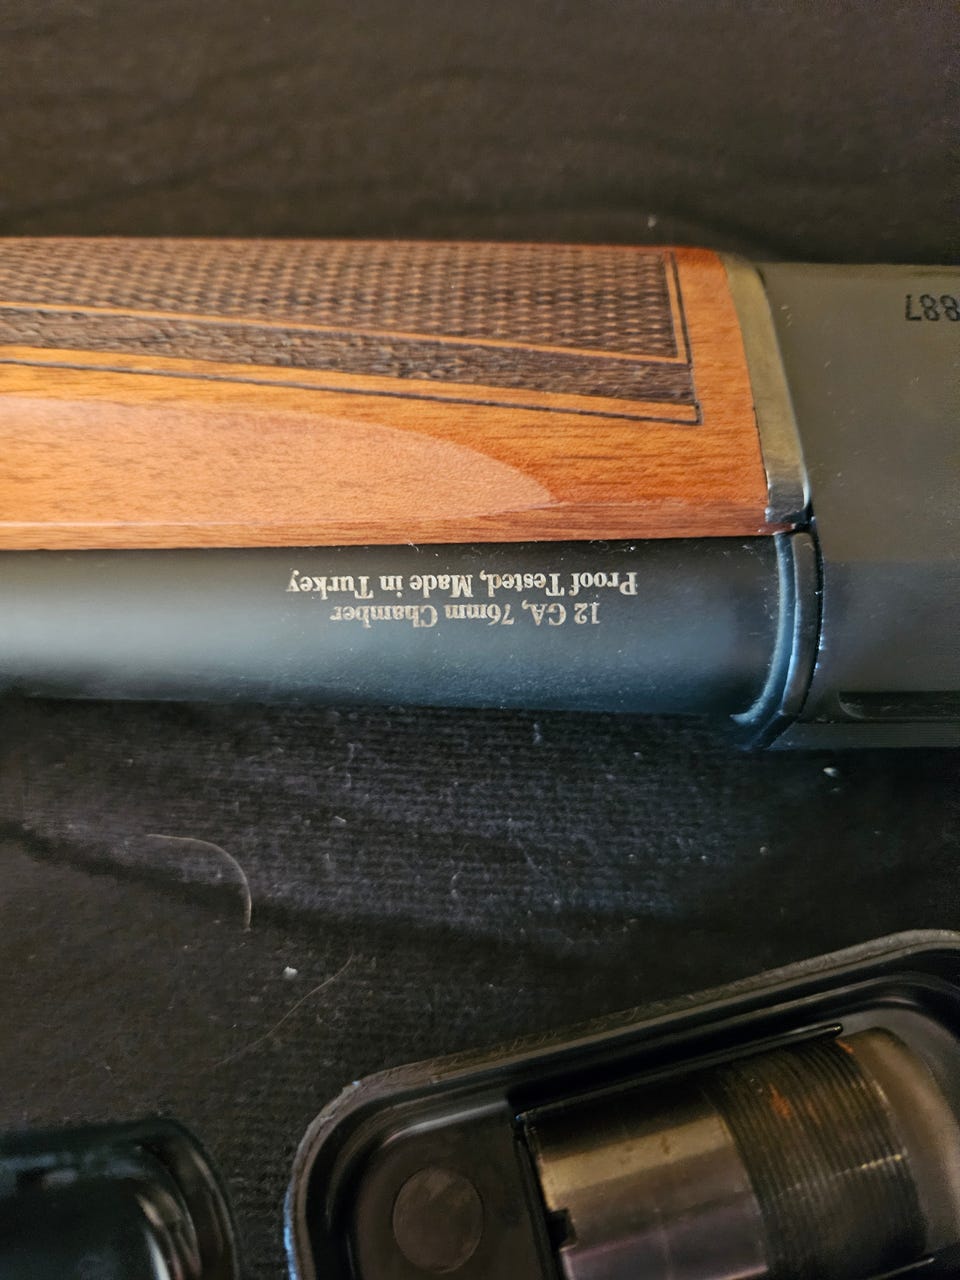 12 GA, 76mm Chamber
Proof Tested, Made in Turkey